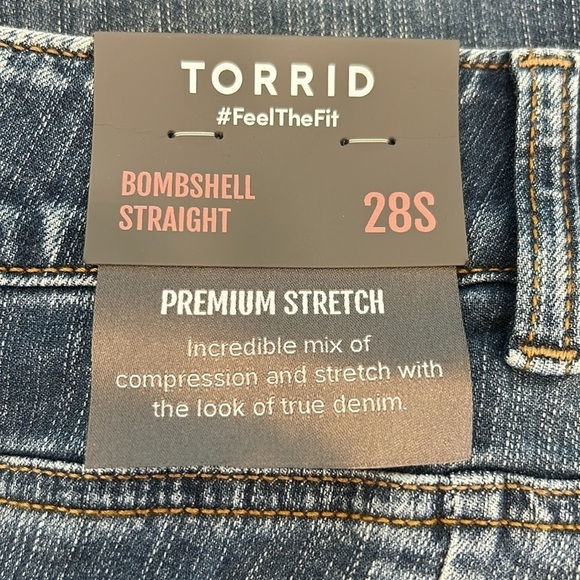 TORRID
#FeelTheFit
BOMBSHELL
STRAIGHT
28S
PREMIUM STRETCH
Incredible mix of
compression and stretch with
the look of true denim.